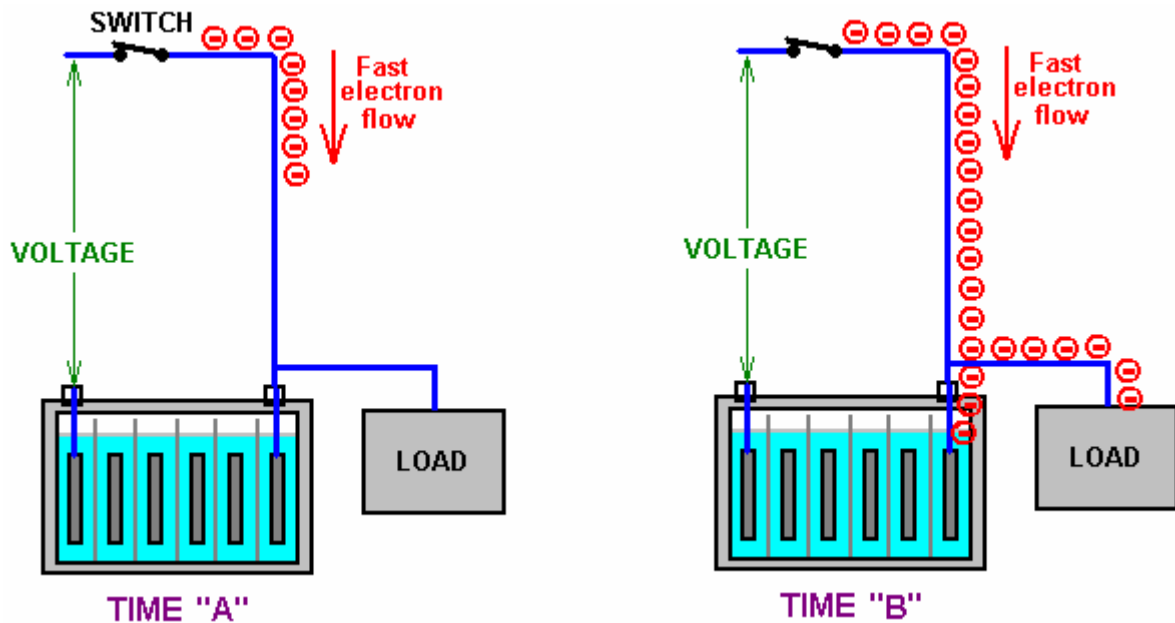 SWITCH
Fast
electron
flow
VOLTAGE
LOAD
TIME "A"
Fast
electron
flow
VOLTAGE
LOAD
TIME "B"